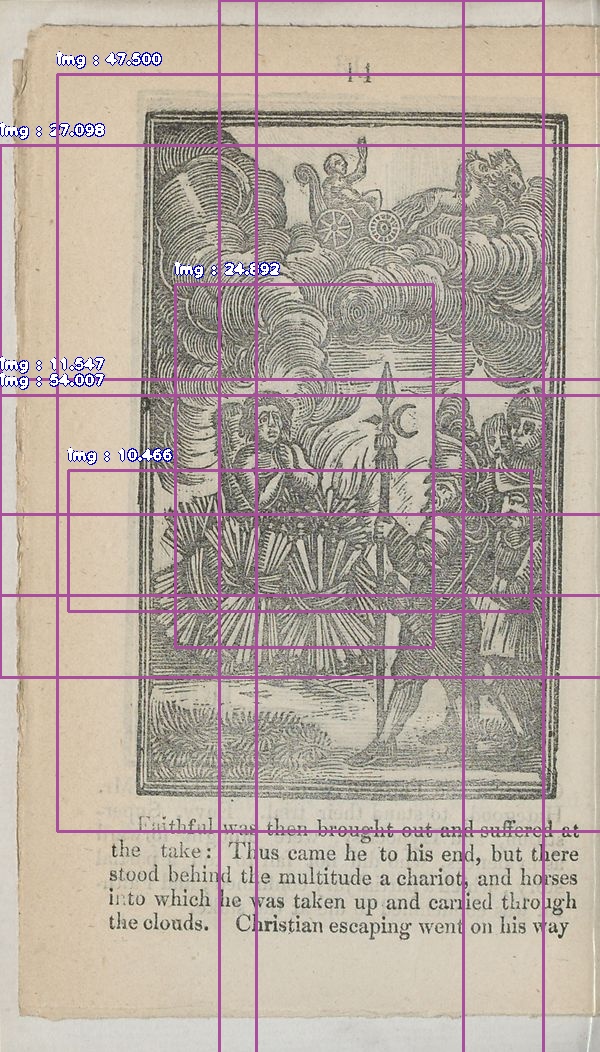 img : 47.500
14
img : 27.098
img : 24.892
img : 11.547
img : 54.007
img : 10.466
Faithful was then brought out and suffered at
the take: Thus came he to his end, but there
stood behind the multitude a chariot, and horses
into which he was taken up and carried through
the clouds. Christian escaping went on his way